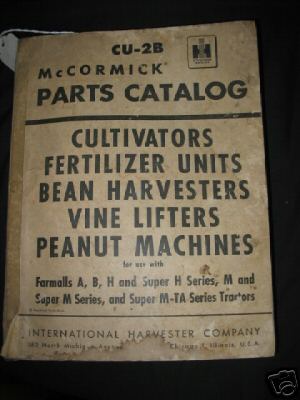 CU-2B
McCORMICK
PARTS CATALOG
CULTIVATORS
FERTILIZER UNITS
BEAN HARVESTERS
VINE LIFTERS
PEANUT MACHINES
for use with
Farmalls A, B, H and Super H Series, M and
Super M Series, and Super M-TA Series Tractors
INTERNATIONAL HARVESTER COMPANY
180 North Michigan Avenue Chicago 1, Illinois, U.S.A.